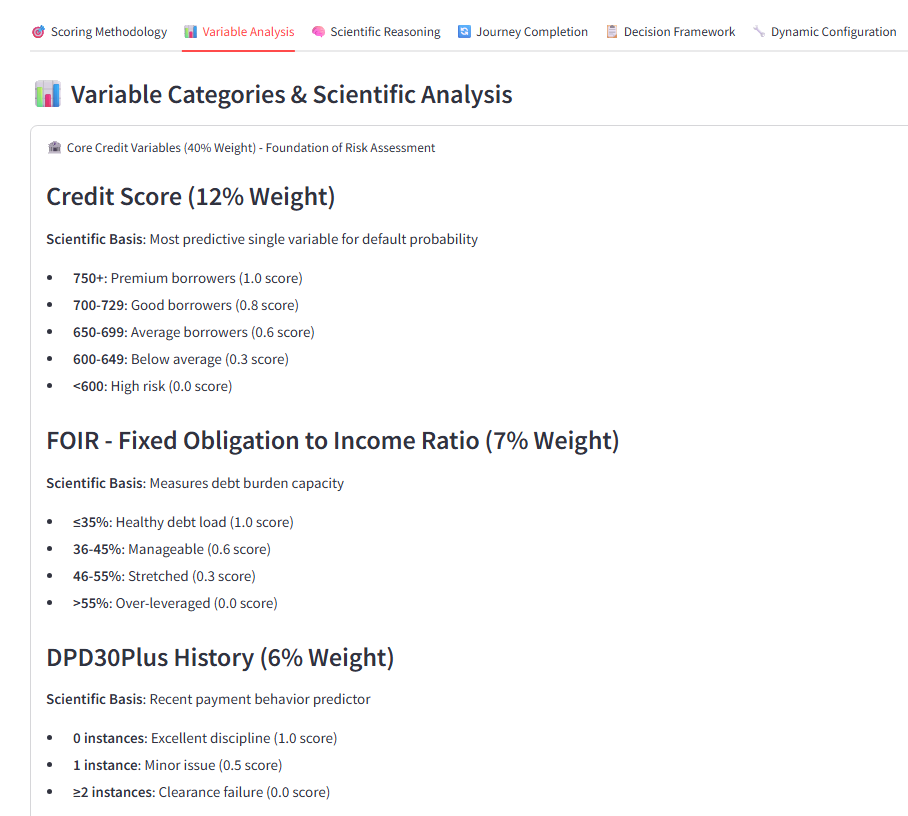 Scoring Methodology
Variable Analysis
Scientific Reasoning
Journey Completion
Decision Framework
Dynamic Configuration
Variable Categories & Scientific Analysis
Core Credit Variables (40% Weight) - Foundation of Risk Assessment
Credit Score (12% Weight)
Scientific Basis: Most predictive single variable for default probability
• 750+: Premium borrowers (1.0 score)
• 700-729: Good borrowers (0.8 score)
• 650-699: Average borrowers (0.6 score)
• 600-649: Below average (0.3 score)
• <600: High risk (0.0 score)
FOIR - Fixed Obligation to Income Ratio (7% Weight)
Scientific Basis: Measures debt burden capacity
• ≤35%: Healthy debt load (1.0 score)
• 36-45%: Manageable (0.6 score)
• 46-55%: Stretched (0.3 score)
• >55%: Over-leveraged (0.0 score)
DPD30Plus History (6% Weight)
Scientific Basis: Recent payment behavior predictor
• 0 instances: Excellent discipline (1.0 score)
• 1 instance: Minor issue (0.5 score)
• ≥2 instances: Clearance failure (0.0 score)